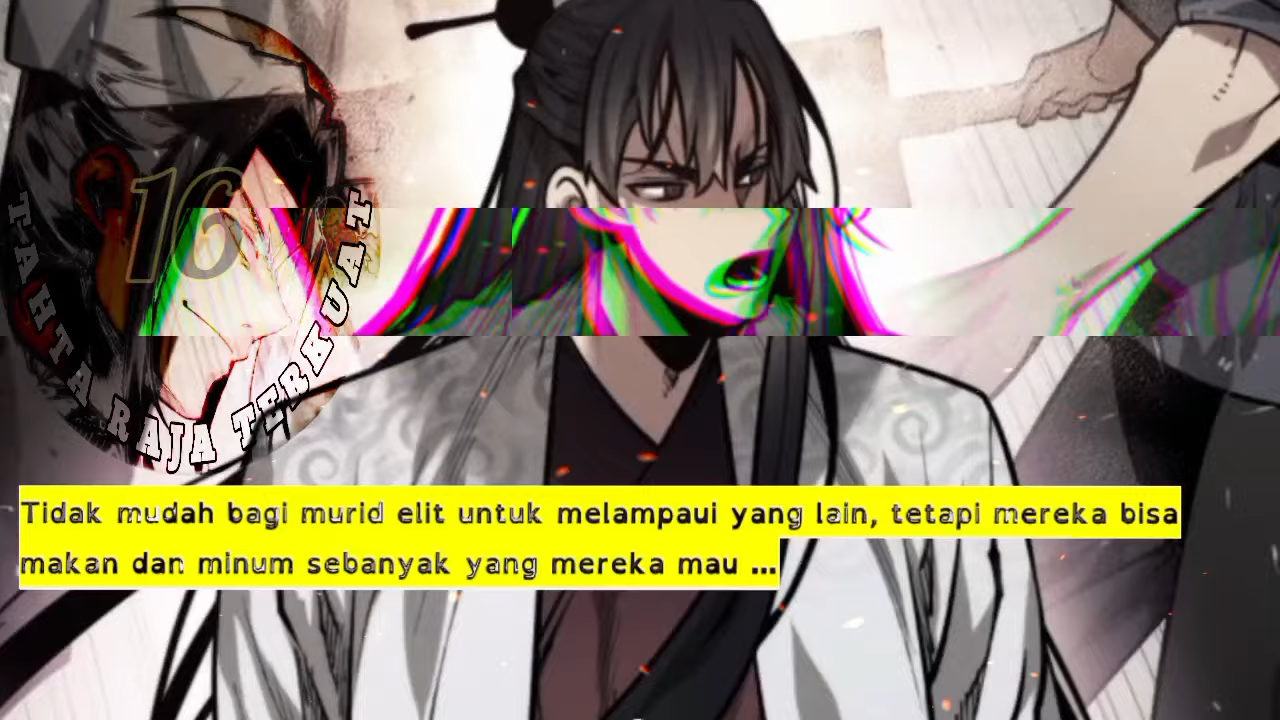 16
TAHTA RAJA TERKUAT
Tidak mudah bagi murid elit untuk melampaui yang lain, tetapi mereka bisa
makan dan minum sebanyak yang mereka mau ...